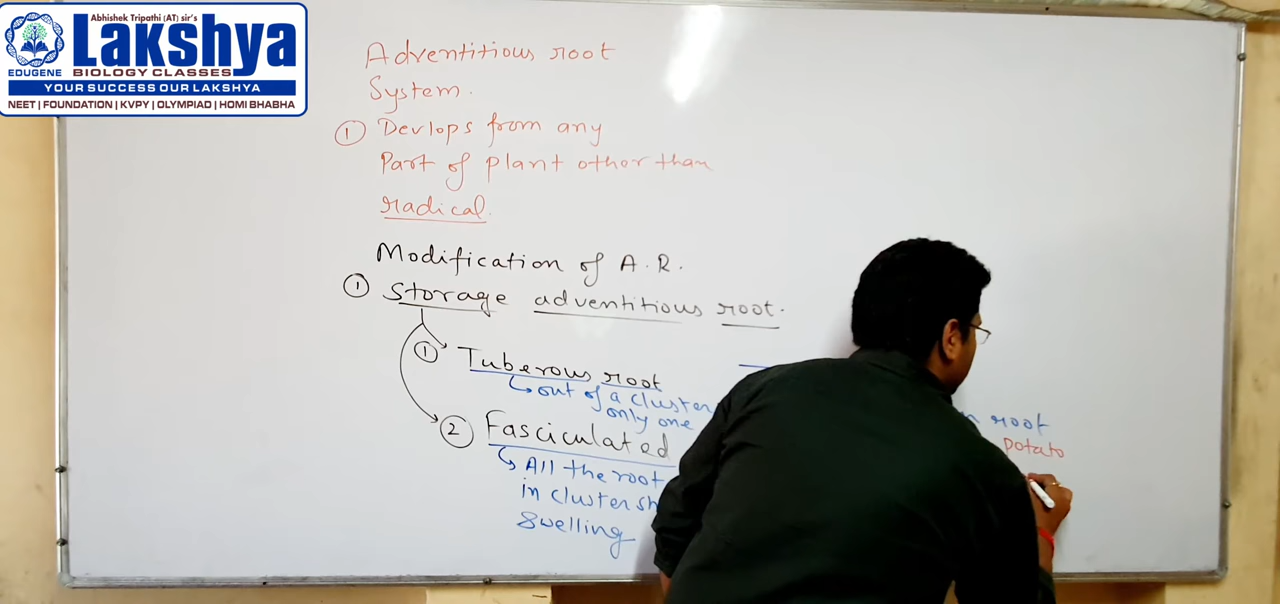 Abhishek Tripathi (AT) sir's
Lakshya
EDUGENE BIOLOGY CLASSES
YOUR SUCCESS OUR LAKSHYA
NEET | FOUNDATION | KVPY | OLYMPIAD | HOMI BHABHA
Adventitious root
System.
① Devlops from any
Part of plant other than
radical.
Modification of A.R.
① Storage adventitious root.
① Tuberous root
out of a cluster
only one
② Fasciculated
All the root
in cluster sh
Swelling
root
potato